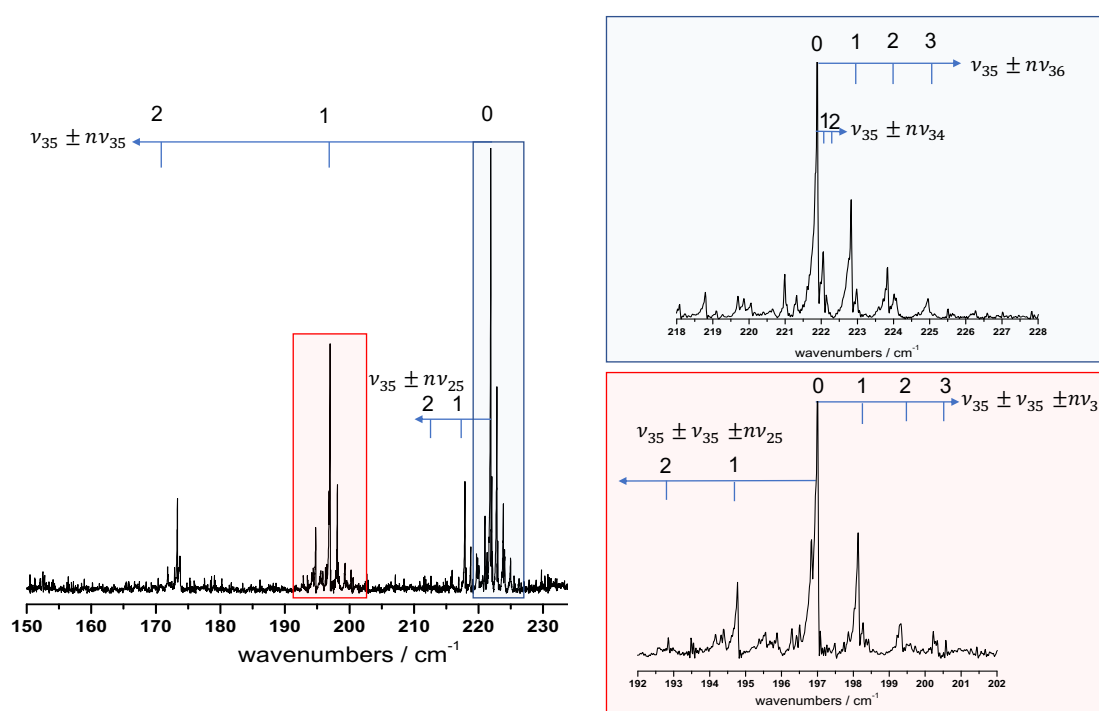 2 1 0
ν₃₅ ± nν₃₅
ν₃₅ ± nν₂₅
2 1
150 160 170 180 190 200 210 220 230
wavenumbers / cm⁻¹
0 1 2 3
ν₃₅ ± nν₃₆
12
ν₃₅ ± nν₃₄
218 219 220 221 222 223 224 225 226 227 228
wavenumbers / cm⁻¹
0 1 2 3
ν₃₅ ± ν₃₅ ±nν₃
ν₃₅ ± ν₃₅ ±nν₂₅
2 1
192 193 194 195 196 197 198 199 200 201 202
wavenumbers / cm⁻¹